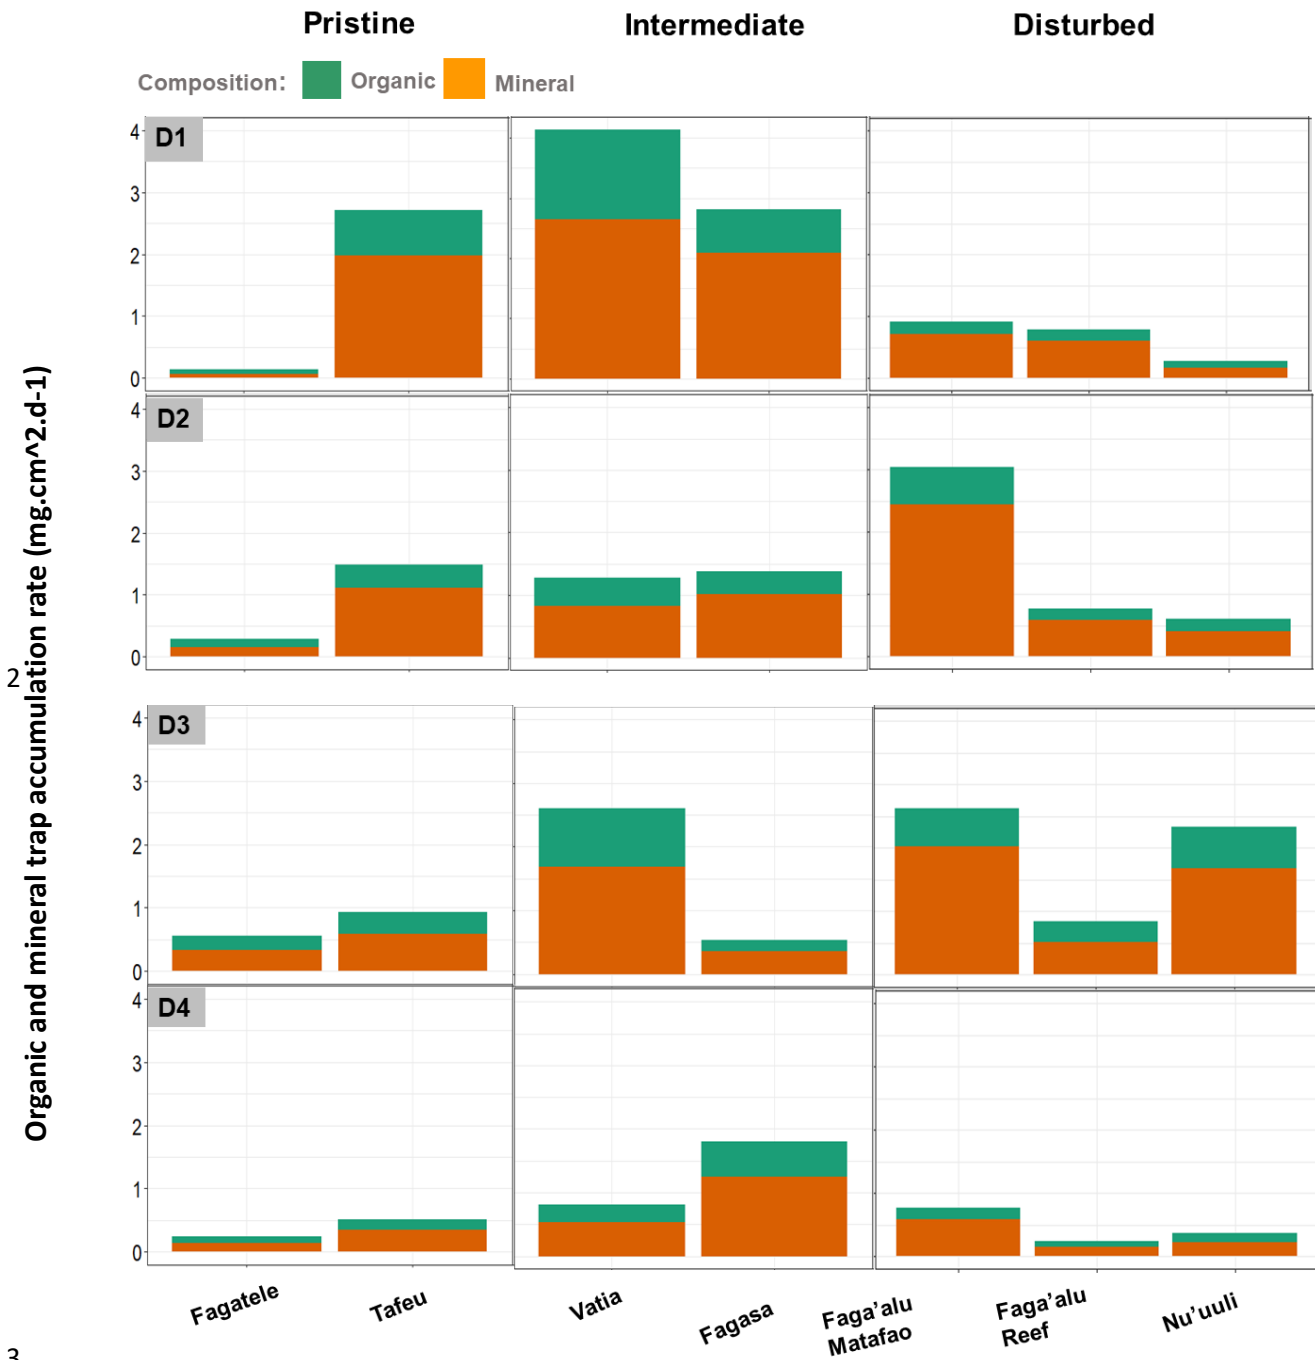 Pristine Intermediate Disturbed
Composition: Organic Mineral
D1
4
3
2
1
0
D2
4
3
2
1
0
D3
4
3
2
1
0
D4
4
3
2
1
0
Organic and mineral trap accumulation rate (mg.cm^2.d-1)
2
Fagatele
Tafeu
Vatia
Fagasa
Faga'alu
Matafao
Faga'alu
Reef
Nu'uuli
3